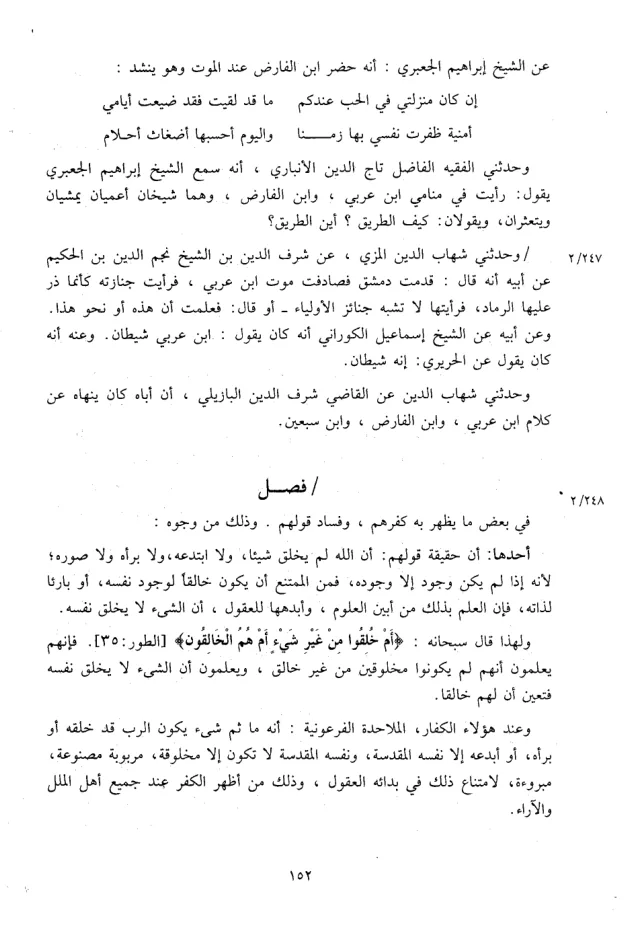 عن الشيخ إبراهيم الجعبري : أنه حضر ابن الفارض عند الموت وهو ينشد :
إن كان منزلتي في الحب عندكم    ما قد لقيت فقد ضيعت أيامي
أمنية ظفرت نفسي بها زمــــنا    واليوم أحسبها أضغاث أحـلام
وحدثني الفقيه الفاضل تاج الدين الأنباري ، أنه سمع الشيخ إبراهيم الجعبري
يقول: رأيت في منامي ابن عربي ، وابن الفارض ، وهما شيخان أعميان يمشيان
ويتعثران، ويقولان: كيف الطريق ؟ أين الطريق؟
٢/٢٤٧ / وحدثني شهاب الدين المزي ، عن شرف الدين بن الشيخ نجم الدين بن الحكيم
عن أبيه أنه قال : قدمت دمشق فصادفت موت ابن عربي ، فرأيت جنازته كأنما ذر
عليها الرماد، فرأيتها لا تشبه جنائز الأولياء ـ أو قال: فعلمت أن هذه أو نحو هذا.
وعن أبيه عن الشيخ إسماعيل الكوراني أنه كان يقول : ابن عربي شيطان. وعنه أنه
كان يقول عن الحريري: إنه شيطان.
وحدثني شهاب الدين عن القاضي شرف الدين البازيلي ، أن أباه كان ينهاه عن
كلام ابن عربي ، وابن الفارض ، وابن سبعين.
٢/٢٤٨ / فصــل
في بعض ما يظهر به كفرهم ، وفساد قولهم . وذلك من وجوه :
أحدها: أن حقيقة قولهم: أن الله لم يخلق شيئا، ولا ابتدعه،ولا برأه ولا صوره؛
لأنه إذا لم يكن وجود إلا وجوده، فمن الممتنع أن يكون خالقاً لوجود نفسه، أو بارئا
لذاته، فإن العلم بذلك من أبين العلوم ، وأبدهها للعقول ، أن الشىء لا يخلق نفسه.
ولهذا قال سبحانه : ﴿أَمْ خُلِقُوا مِنْ غَيْرِ شَيْءٍ أَمْ هُمُ الْخَالِقُون﴾ [الطور:٣٥]. فإنهم
يعلمون أنهم لم يكونوا مخلوقين من غير خالق ، ويعلمون أن الشىء لا يخلق نفسه
فتعين أن لهم خالقا.
وعند هؤلاء الكفار، الملاحدة الفرعونية : أنه ما ثم شىء يكون الرب قد خلقه أو
برأه، أو أبدعه إلا نفسه المقدسة، ونفسه المقدسة لا تكون إلا مخلوقة، مربوبة مصنوعة،
مبروءة، لامتناع ذلك في بدائه العقول ، وذلك من أظهر الكفر عند جميع أهل الملل
والآراء.
١٥٢